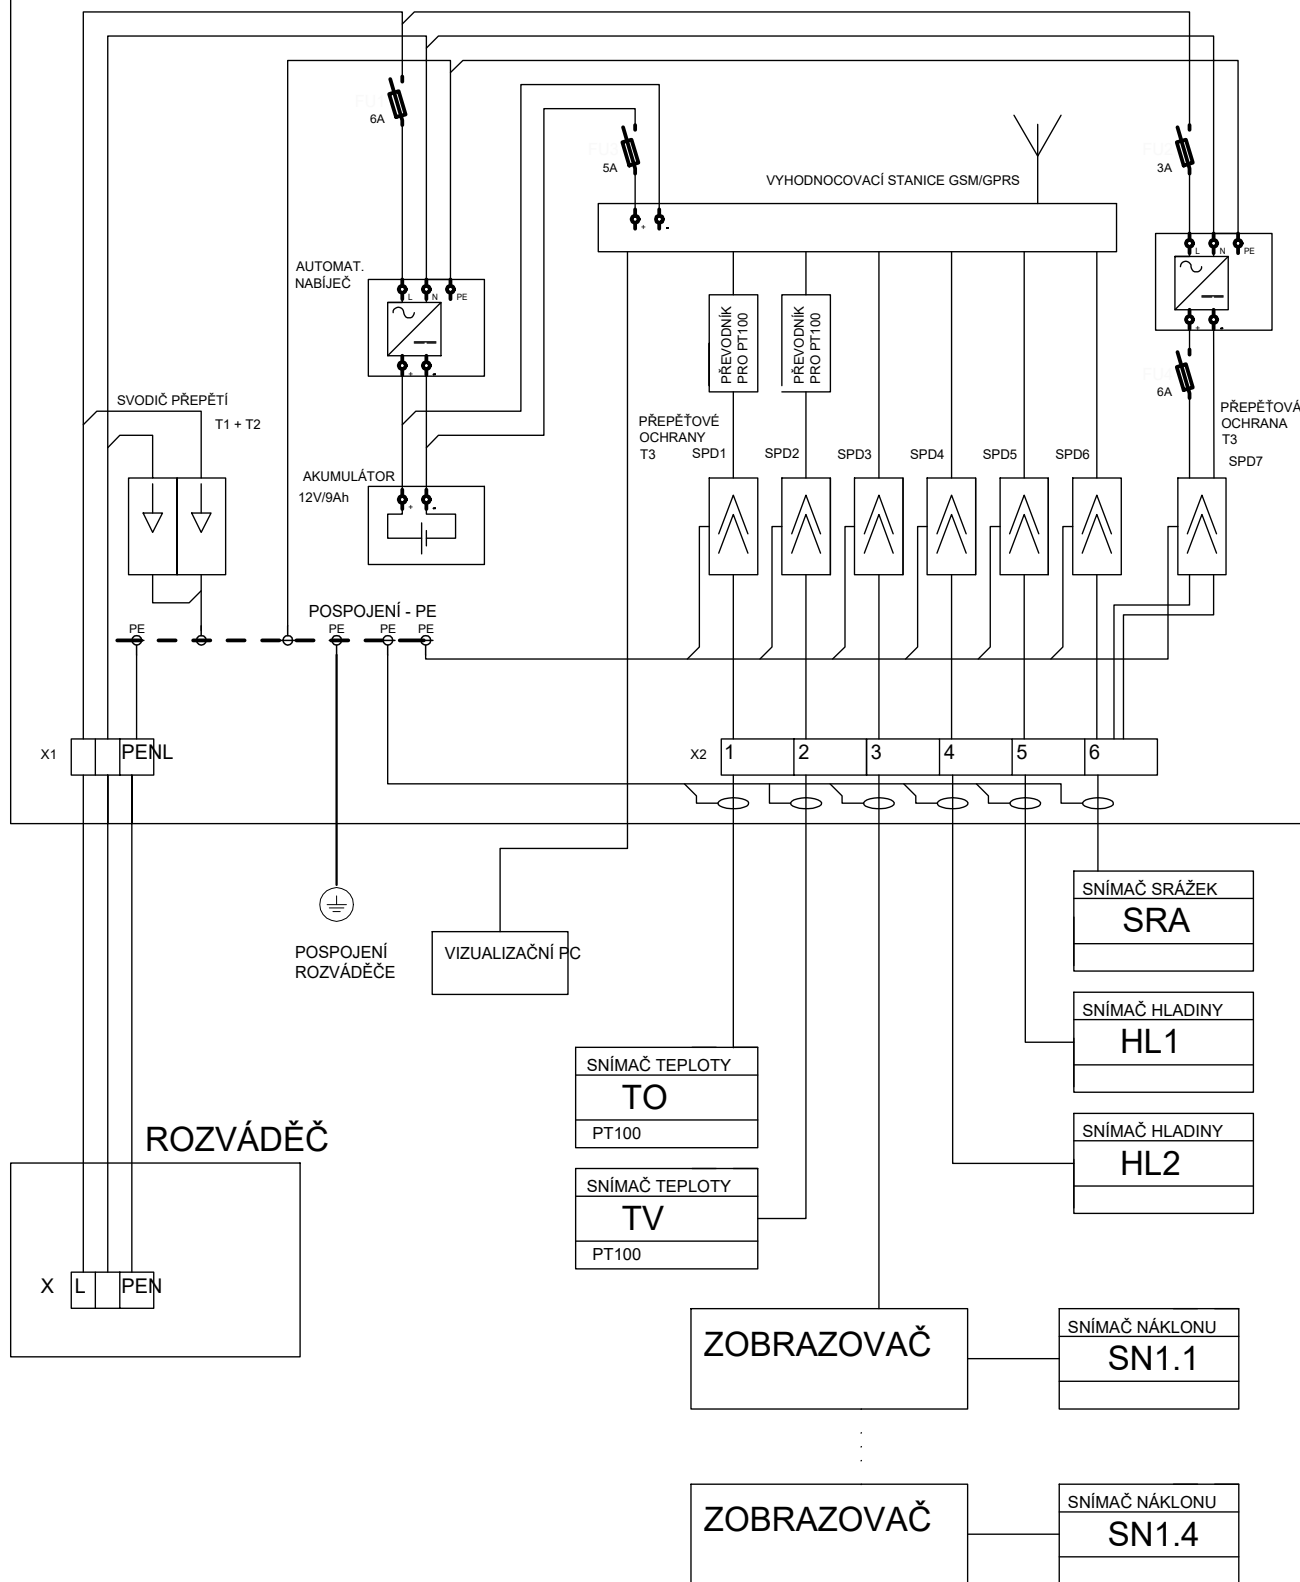 6A
5A
VYHODNOCOVACÍ STANICE GSM/GPRS
3A
AUTOMAT.
NABÍJEČ
L
N
PE
+
-
L
N
PE
+
-
+
-
PŘEVODNÍK
PRO PT100
PŘEVODNÍK
PRO PT100
6A
SVODIČ PŘEPĚTÍ
T1 + T2
PŘEPĚŤOVÉ
OCHRANY
T3
SPD1
SPD2
SPD3
SPD4
SPD5
SPD6
PŘEPĚŤOVÁ
OCHRANA
T3
SPD7
AKUMULÁTOR
12V/9Ah
+
-
POSPOJENÍ - PE
PE
PE
PE
PE
X1
PENL
X2
1
2
3
4
5
6
POSPOJENÍ
ROZVÁDĚČE
VIZUALIZAČNÍ PC
SNÍMAČ SRÁŽEK
SRA
SNÍMAČ HLADINY
HL1
SNÍMAČ TEPLOTY
TO
PT100
SNÍMAČ HLADINY
HL2
SNÍMAČ TEPLOTY
TV
PT100
ROZVÁDĚČ
X
L
PEN
ZOBRAZOVAČ
SNÍMAČ NÁKLONU
SN1.1
ZOBRAZOVAČ
SNÍMAČ NÁKLONU
SN1.4